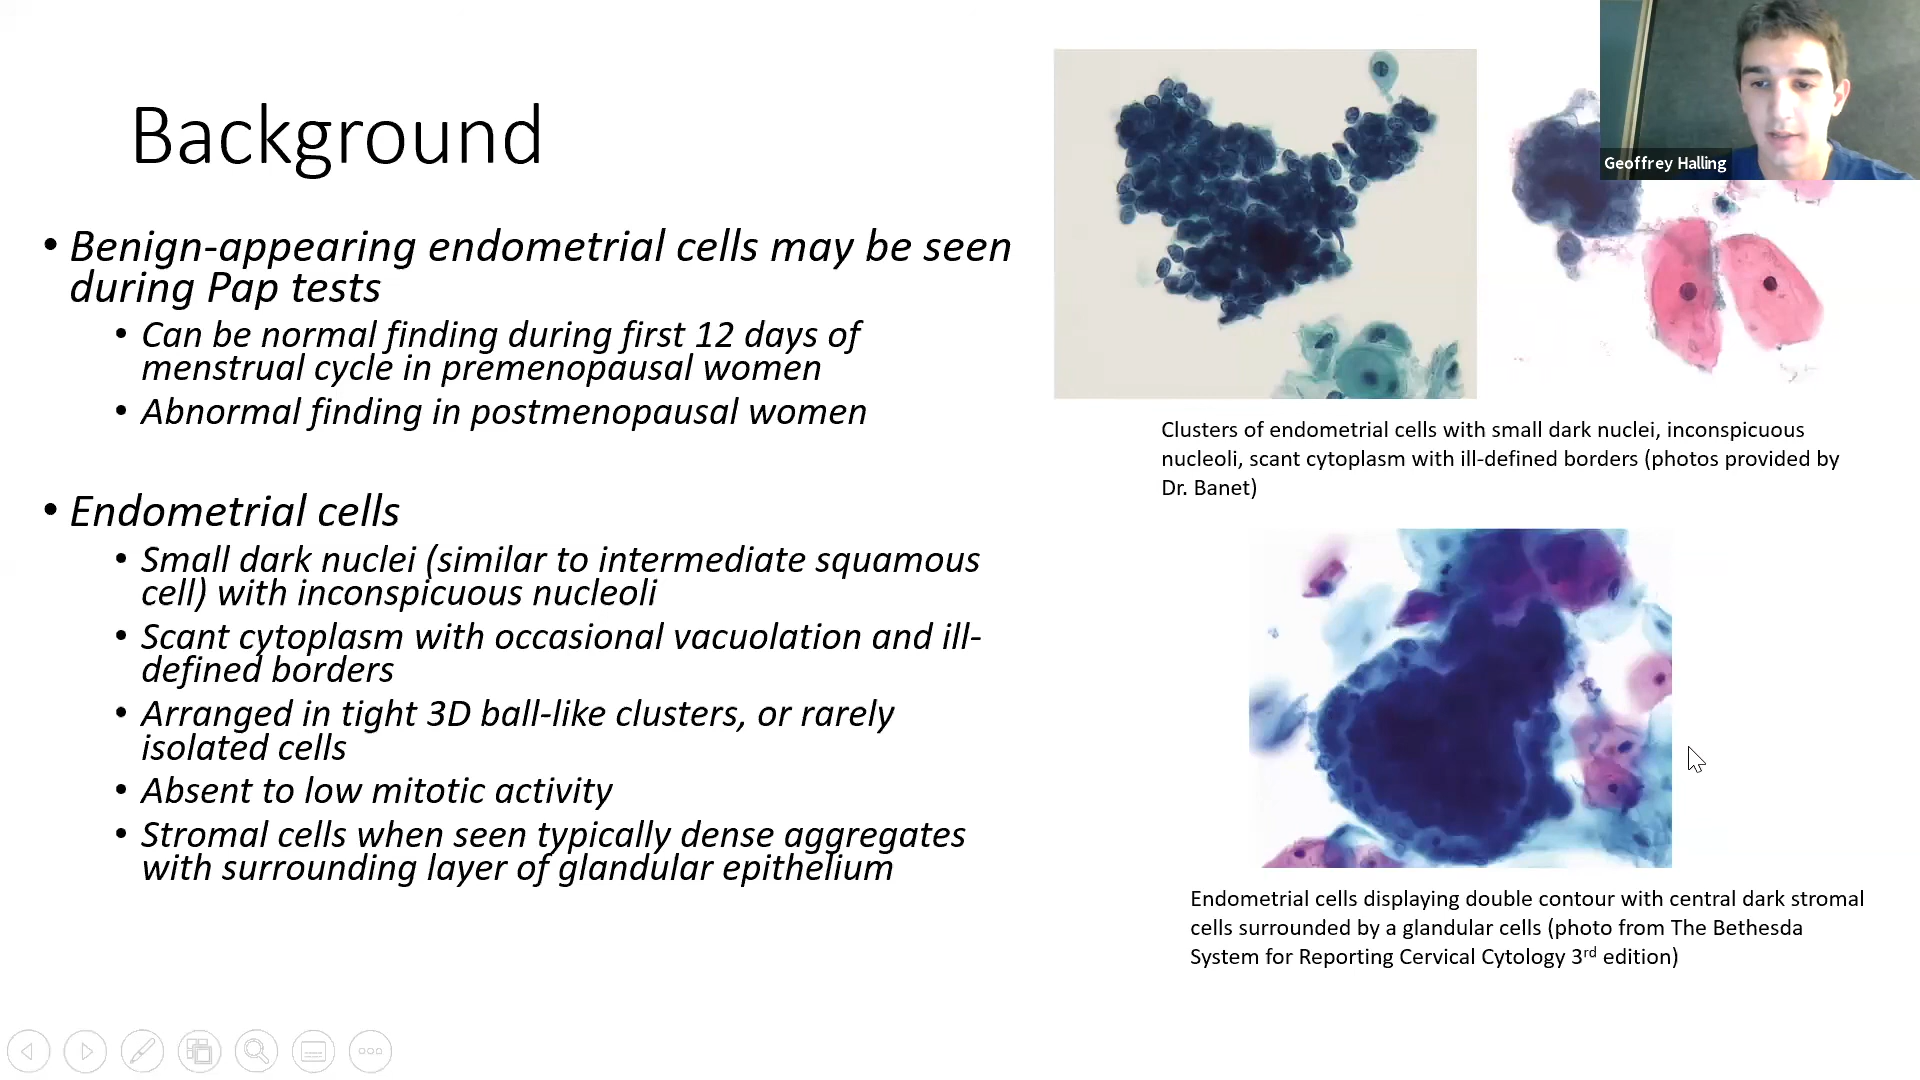 Background
• Benign-appearing endometrial cells may be seen
during Pap tests
• Can be normal finding during first 12 days of
menstrual cycle in premenopausal women
• Abnormal finding in postmenopausal women
• Endometrial cells
• Small dark nuclei (similar to intermediate squamous
cell) with inconspicuous nucleoli
• Scant cytoplasm with occasional vacuolation and ill-
defined borders
• Arranged in tight 3D ball-like clusters, or rarely
isolated cells
• Absent to low mitotic activity
• Stromal cells when seen typically dense aggregates
with surrounding layer of glandular epithelium
Geoffrey Halling
Clusters of endometrial cells with small dark nuclei, inconspicuous
nucleoli, scant cytoplasm with ill-defined borders (photos provided by
Dr. Banet)
Endometrial cells displaying double contour with central dark stromal
cells surrounded by a glandular cells (photo from The Bethesda
System for Reporting Cervical Cytology 3rd edition)